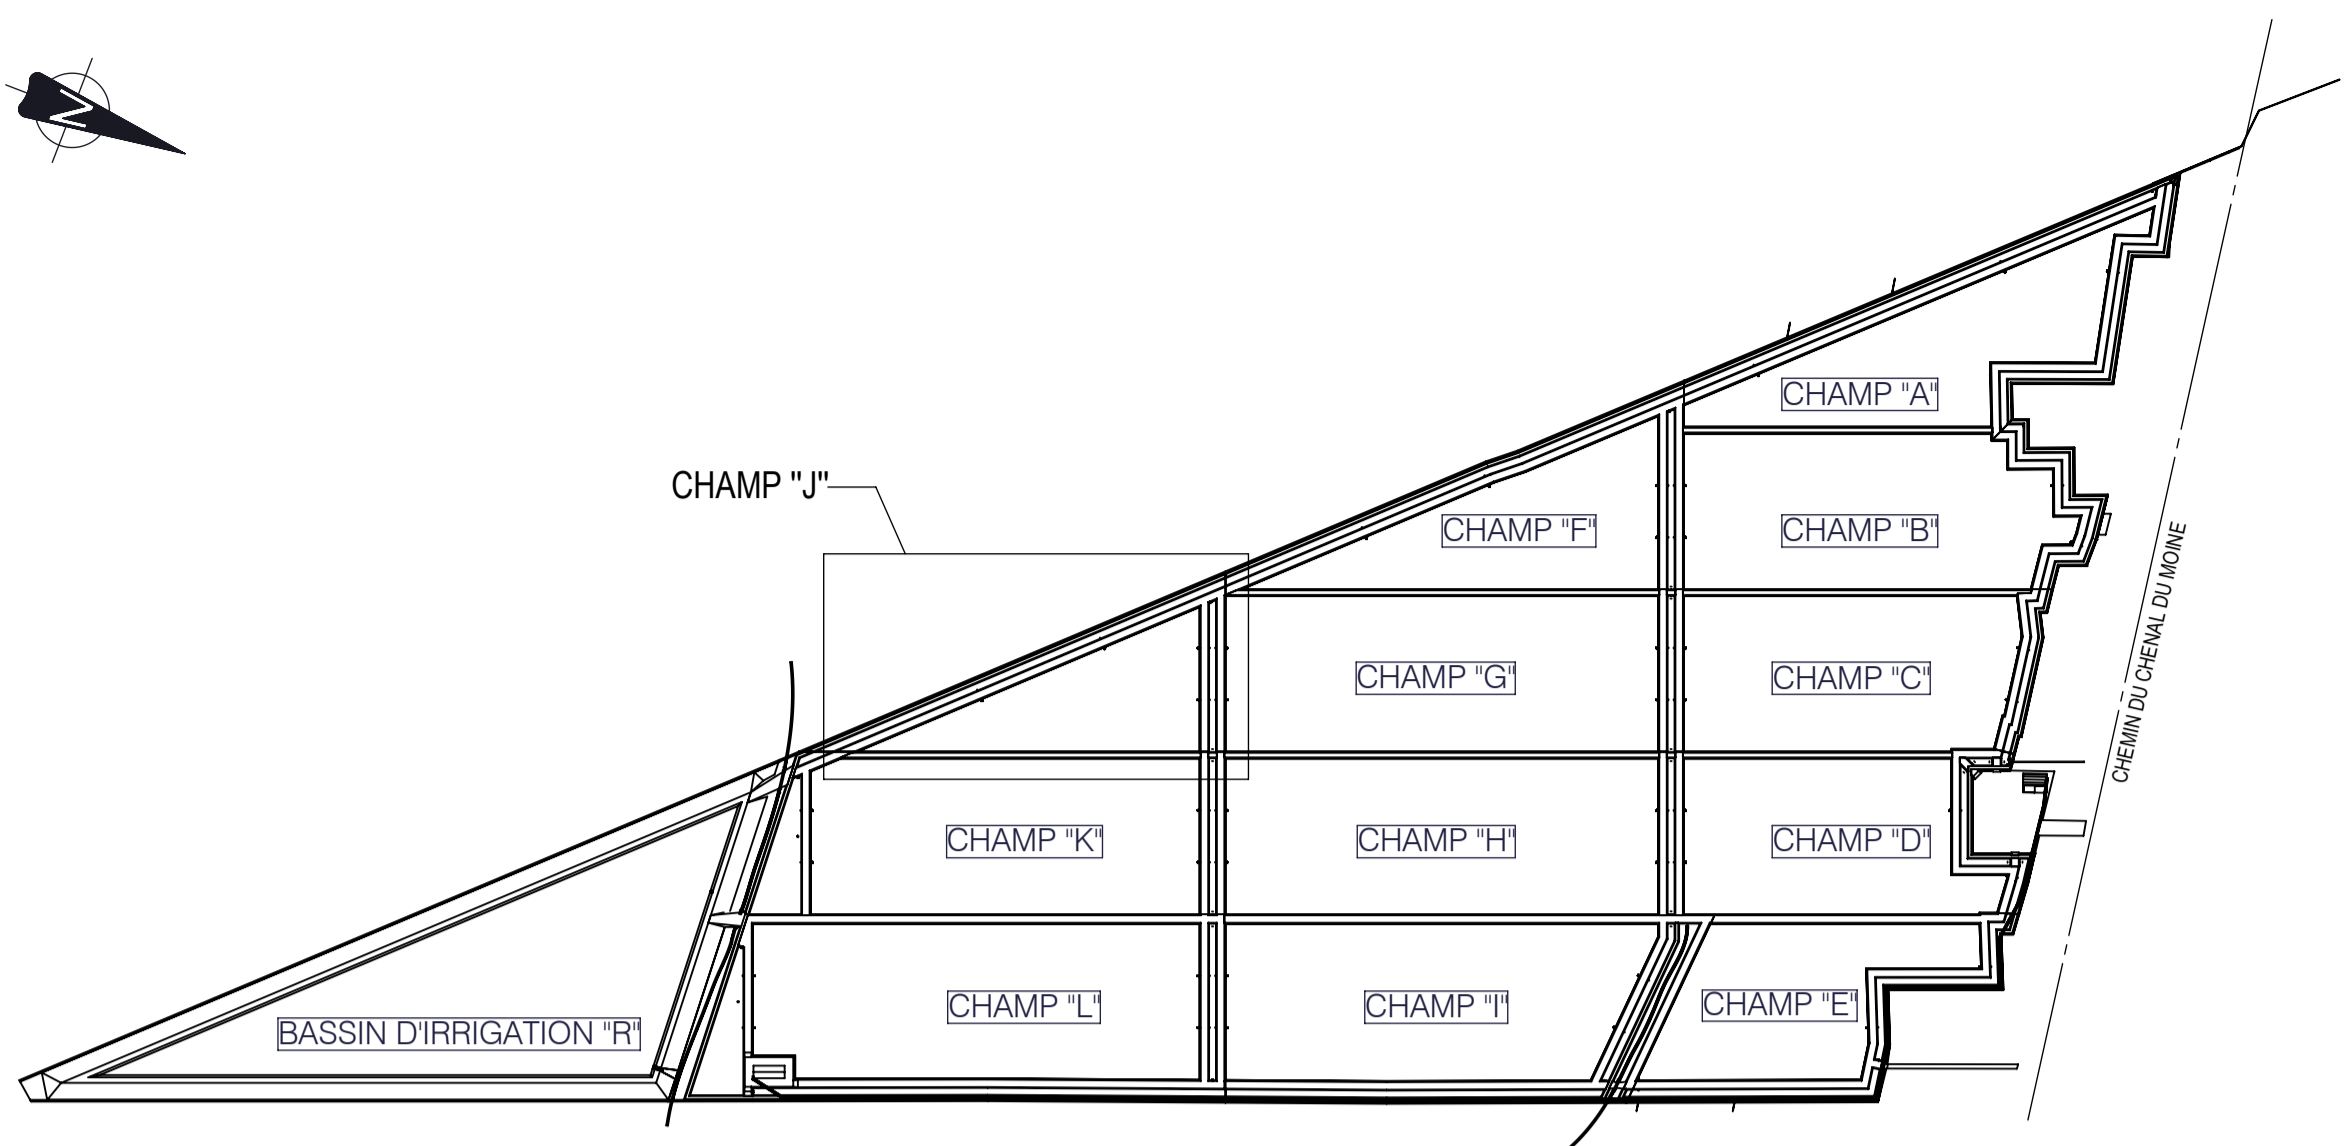 CHAMP "A"
CHAMP "J"
CHAMP "F"
CHAMP "B"
CHEMIN DU CHENAL DU MOINE
CHAMP "G"
CHAMP "C"
CHAMP "K"
CHAMP "H"
CHAMP "D"
CHAMP "L"
CHAMP "I"
CHAMP "E"
BASSIN D'IRRIGATION "R"